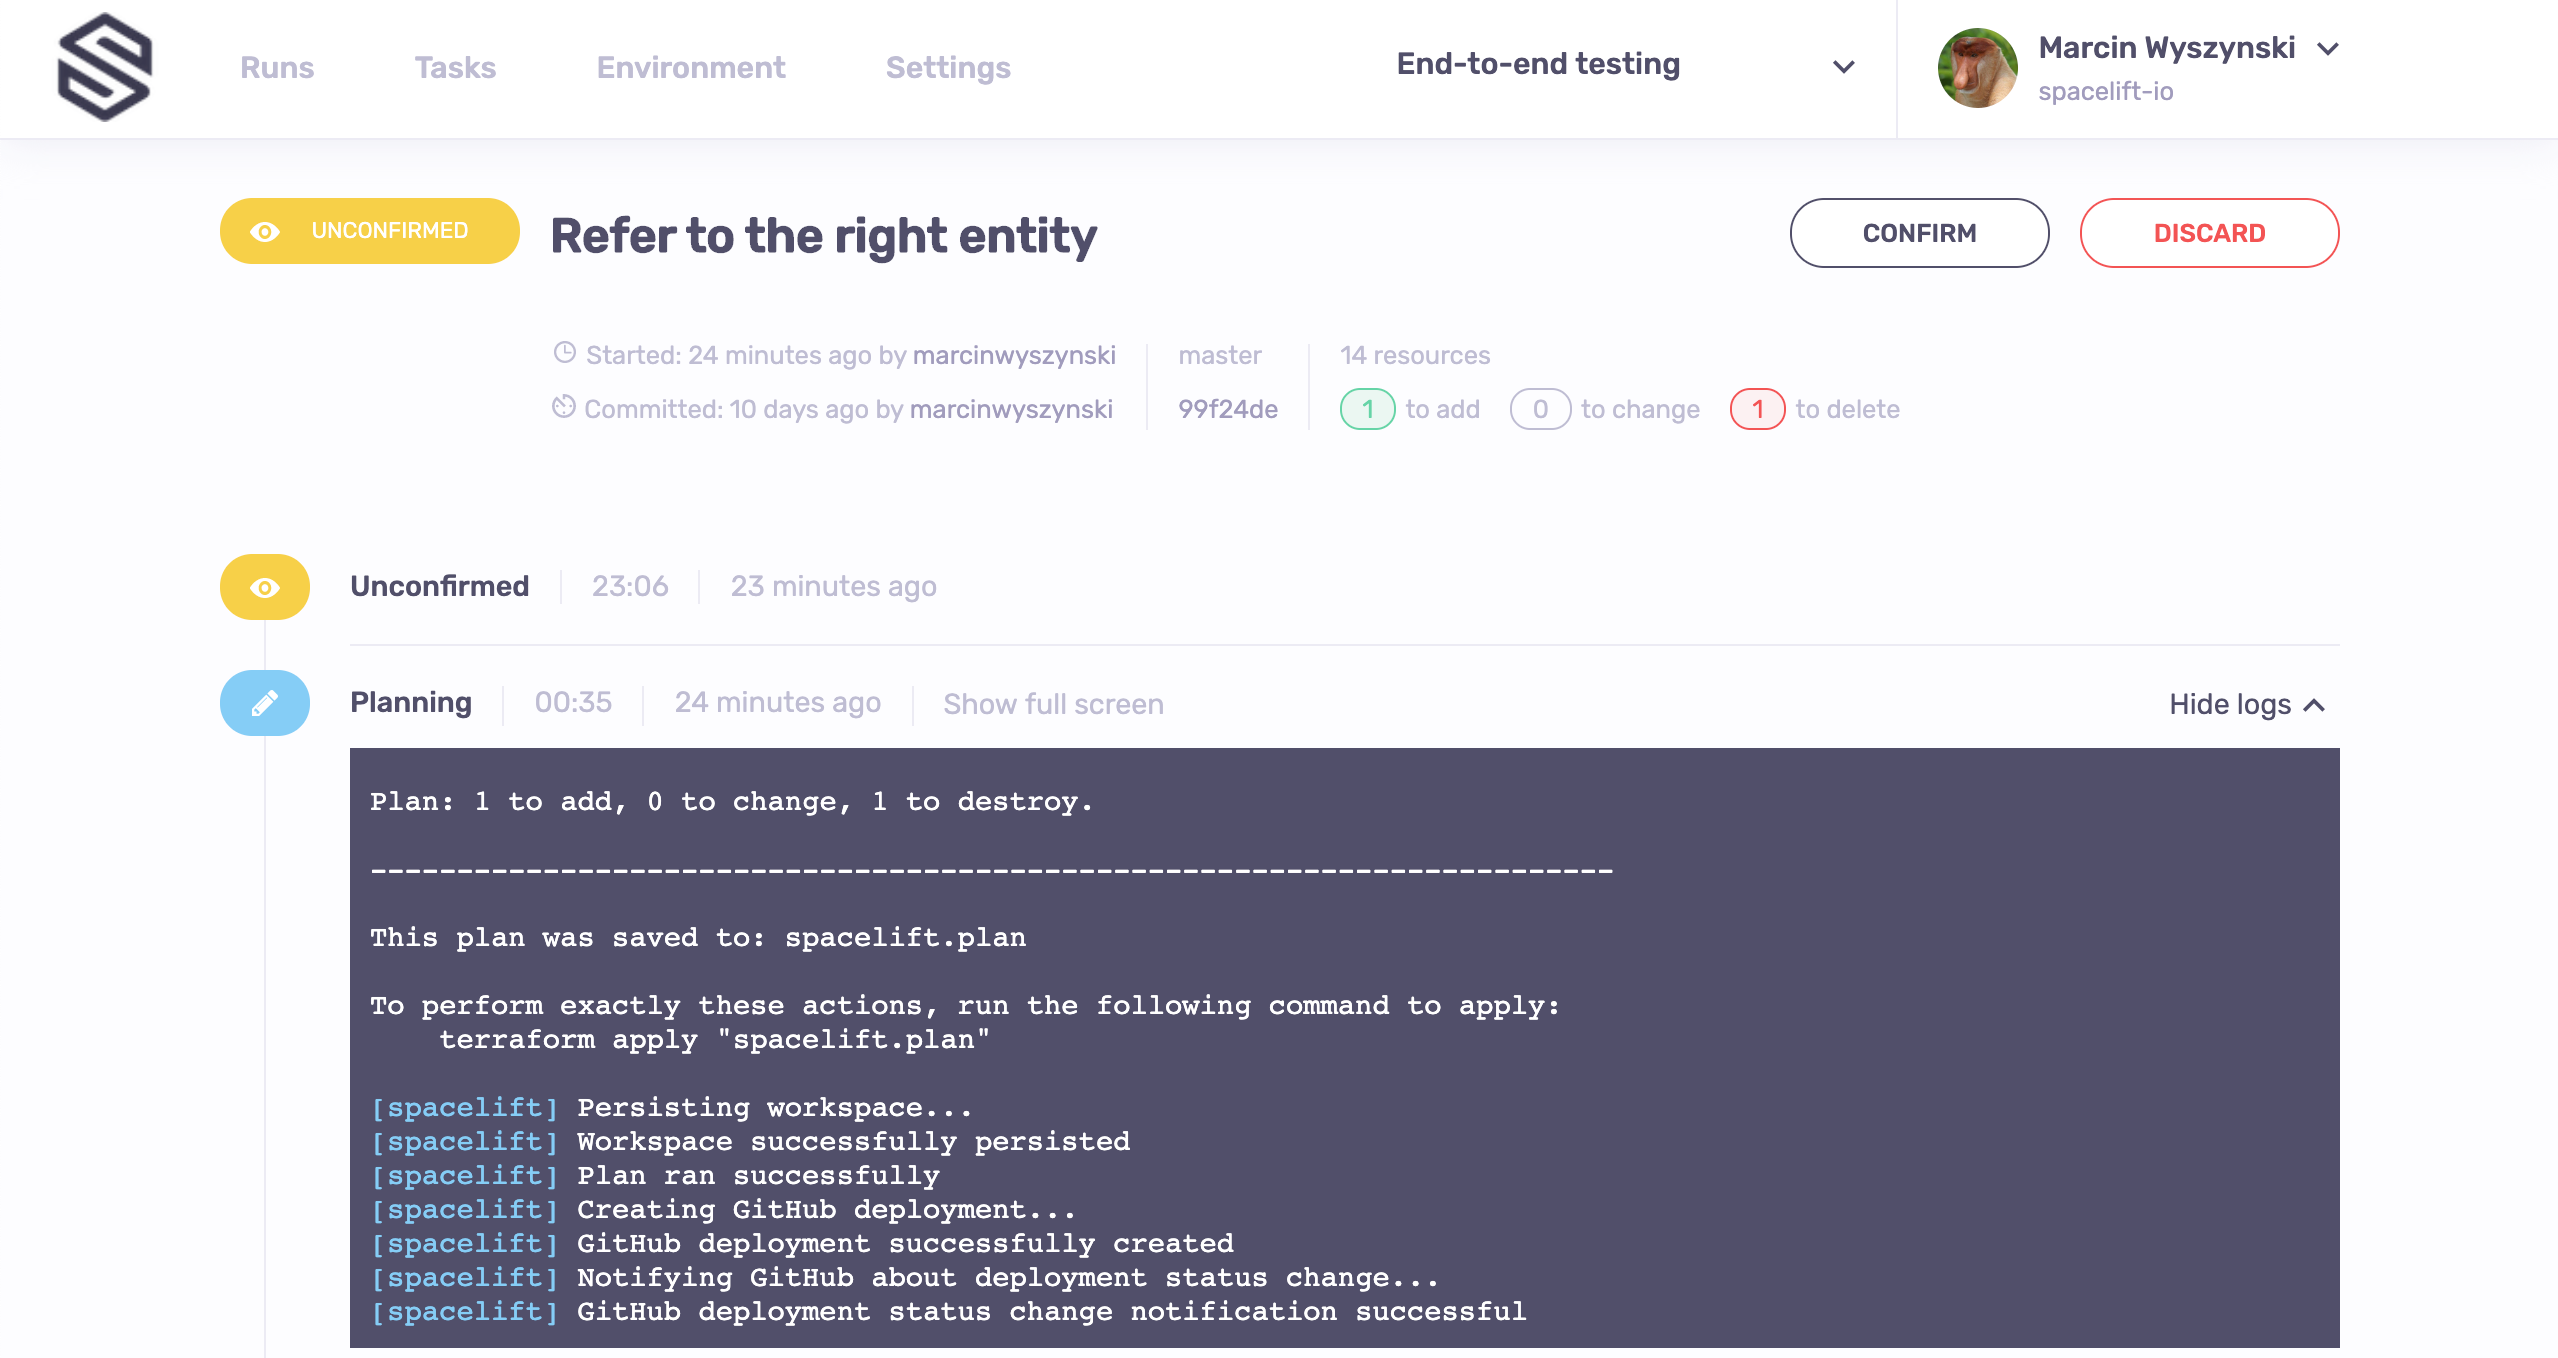 Runs Tasks Environment Settings End-to-end testing Marcin Wyszynski
spacelift-io
UNCONFIRMED Refer to the right entity CONFIRM DISCARD
Started: 24 minutes ago by marcinwyszynski master 14 resources
Committed: 10 days ago by marcinwyszynski 99f24de 1 to add 0 to change 1 to delete
Unconfirmed 23:06 23 minutes ago
Planning 00:35 24 minutes ago Show full screen Hide logs
Plan: 1 to add, 0 to change, 1 to destroy.
------------------------------------------------------------------------
This plan was saved to: spacelift.plan
To perform exactly these actions, run the following command to apply:
terraform apply "spacelift.plan"
[spacelift] Persisting workspace...
[spacelift] Workspace successfully persisted
[spacelift] Plan ran successfully
[spacelift] Creating GitHub deployment...
[spacelift] GitHub deployment successfully created
[spacelift] Notifying GitHub about deployment status change...
[spacelift] GitHub deployment status change notification successful